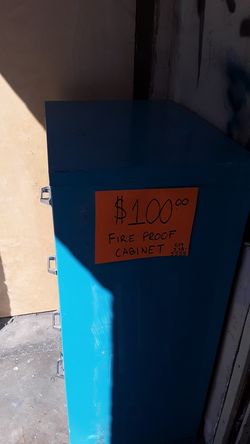 $100.00
FIRE PROOF
CABINET